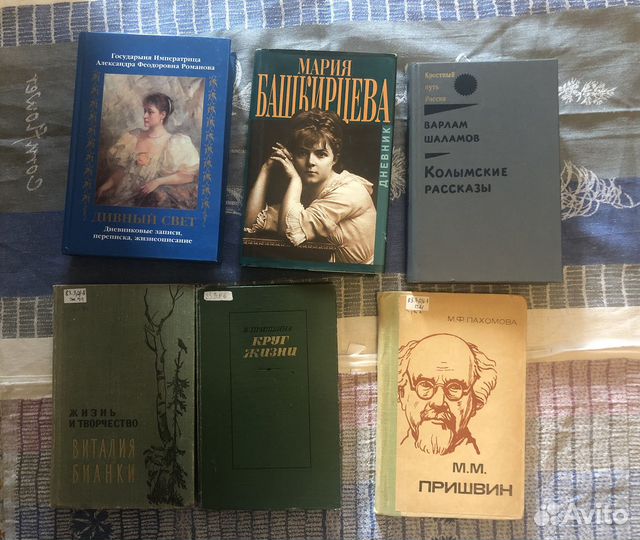 Государыня Императрица
Александра Феодоровна Романова
ДИВНЫЙ СВЕТ
Дневниковые записи,
переписка, жизнеописание
МАРИЯ
БАШКИРЦЕВА
ДНЕВНИК
Крестный
путь
России
ВАРЛАМ
ШАЛАМОВ
КОЛЫМСКИЕ
РАССКАЗЫ
Cornflower
ЖИЗНЬ
И ТВОРЧЕСТВО
ВИТАЛИЯ
БИАНКИ
В. ПРИШВИНА
КРУГ
ЖИЗНИ
М.Ф. ПАХОМОВА
М.М.
ПРИШВИН
Avito